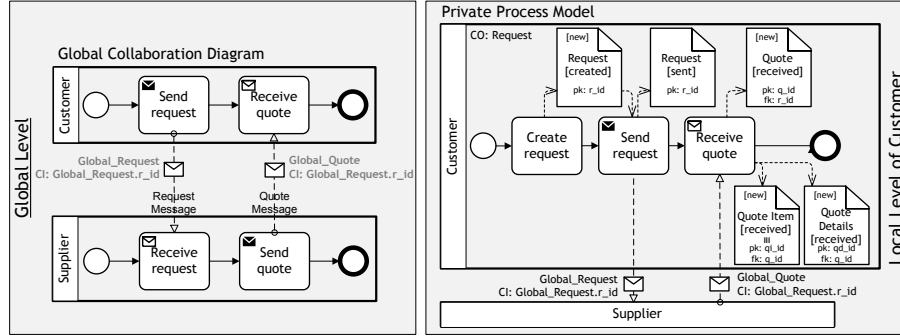 Global Level
Global Collaboration Diagram
Customer
Send
request
Receive
quote
Global_Request
CI: Global_Request.r_id
Global_Quote
CI: Global_Request.r_id
Request
Message
Quote
Message
Supplier
Receive
request
Send
quote
Private Process Model
Local Level of Customer
Customer
CO: Request
[new]
Request
[created]
pk: r_id
Request
[sent]
pk: r_id
[new]
Quote
[received]
pk: q_id
fk: r_id
Create
request
Send
request
Receive
quote
[new]
Quote Item
[received]
III
pk: qi_id
fk: q_id
[new]
Quote
Details
[received]
pk: qd_id
fk: q_id
Global_Request
CI: Global_Request.r_id
Global_Quote
CI: Global_Request.r_id
Supplier